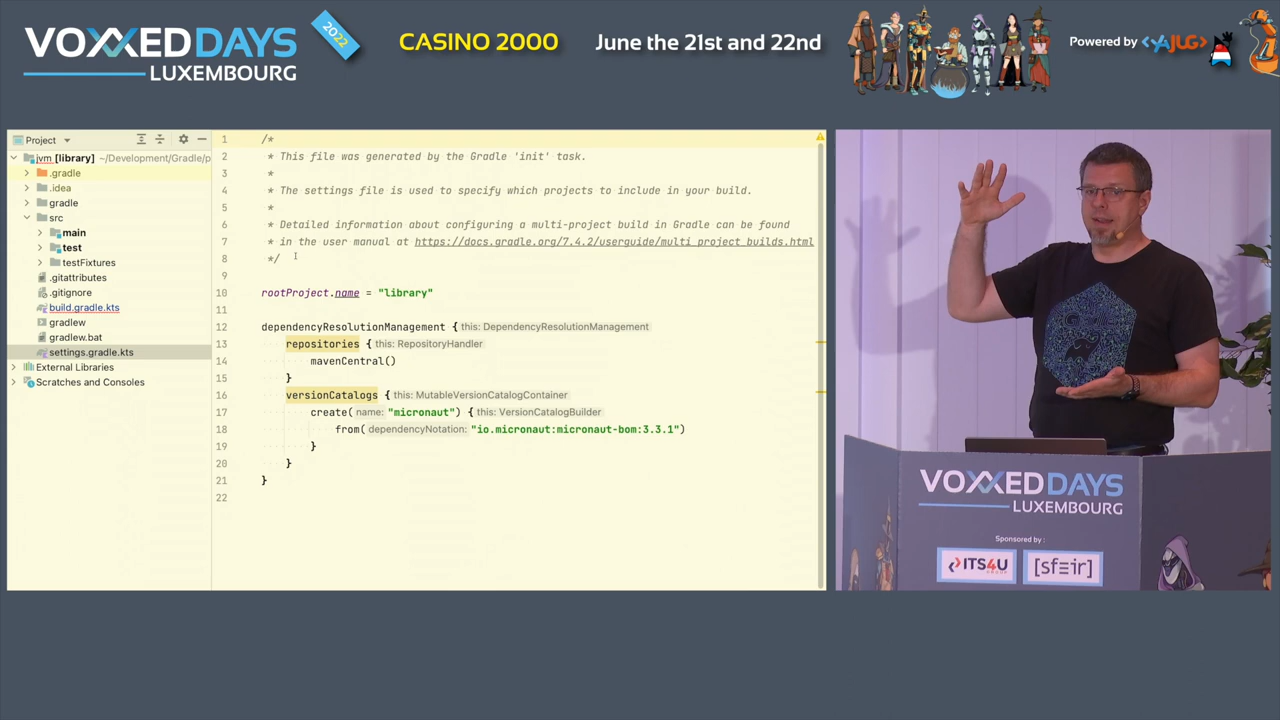 VOXXEDDAYS
LUXEMBOURG
2022
CASINO 2000
June the 21st and 22nd
Powered by <YAJUG>
Project
jvm [library] ~/Development/Gradle/p
.gradle
.idea
gradle
src
main
test
testFixtures
.gitattributes
.gitignore
build.gradle.kts
gradlew
gradlew.bat
settings.gradle.kts
External Libraries
Scratches and Consoles
1 /*
2 * This file was generated by the Gradle 'init' task.
3 *
4 * The settings file is used to specify which projects to include in your build.
5 *
6 * Detailed information about configuring a multi-project build in Gradle can be found
7 * in the user manual at https://docs.gradle.org/7.4.2/userguide/multi_project_builds.html
8 */
9
10 rootProject.name = "library"
11
12 dependencyResolutionManagement { this: DependencyResolutionManagement
13 repositories { this: RepositoryHandler
14 mavenCentral()
15 }
16 versionCatalogs { this: MutableVersionCatalogContainer
17 create( name: "micronaut") { this: VersionCatalogBuilder
18 from( dependencyNotation: "io.micronaut:micronaut-bom:3.3.1")
19 }
20 }
21 }
22
VOXXEDDAYS
LUXEMBOURG
Sponsored by :
ITS4U
[sfeir]